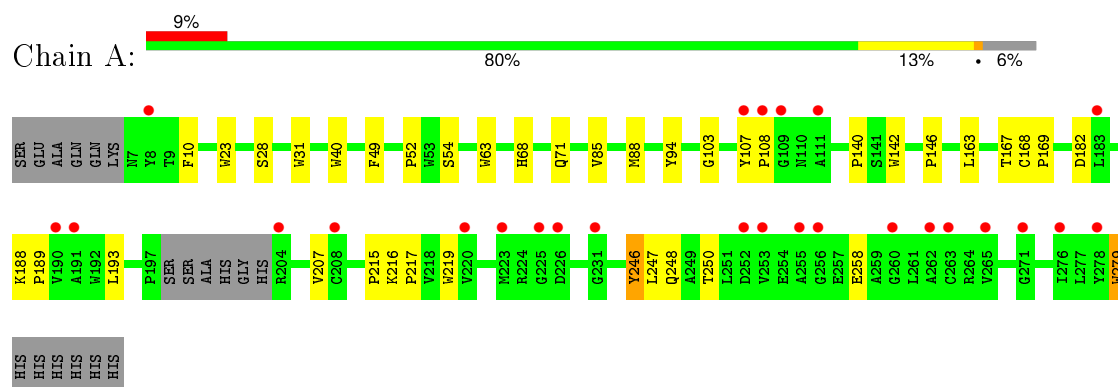 9%
Chain A:
80% 13% • 6%
SER GLU ALA GLN GLN LYS N7 Y8 T9 F10 W23 S28 W31 W40 F49 P52 W53 S54 W63 H68 Q71 V85 M88 Y94 G103 Y107 P108 G109 N110 A111 P140 S141 W142 P146 L163 T167 C168 P169 D182 L183
K188 P189 V190 A191 W192 L193 P197 SER SER ALA HIS GLY HIS R204 V207 C208 P215 K216 P217 V218 W219 V220 M223 R224 G225 D226 G231 Y246 L247 Q248 A249 T250 L251 D252 V253 E254 A255 G256 E257 E258 A259 G260 L261 A262 C263 R264 V265 G271 I276 L277 Y278 W279
HIS HIS HIS HIS HIS HIS